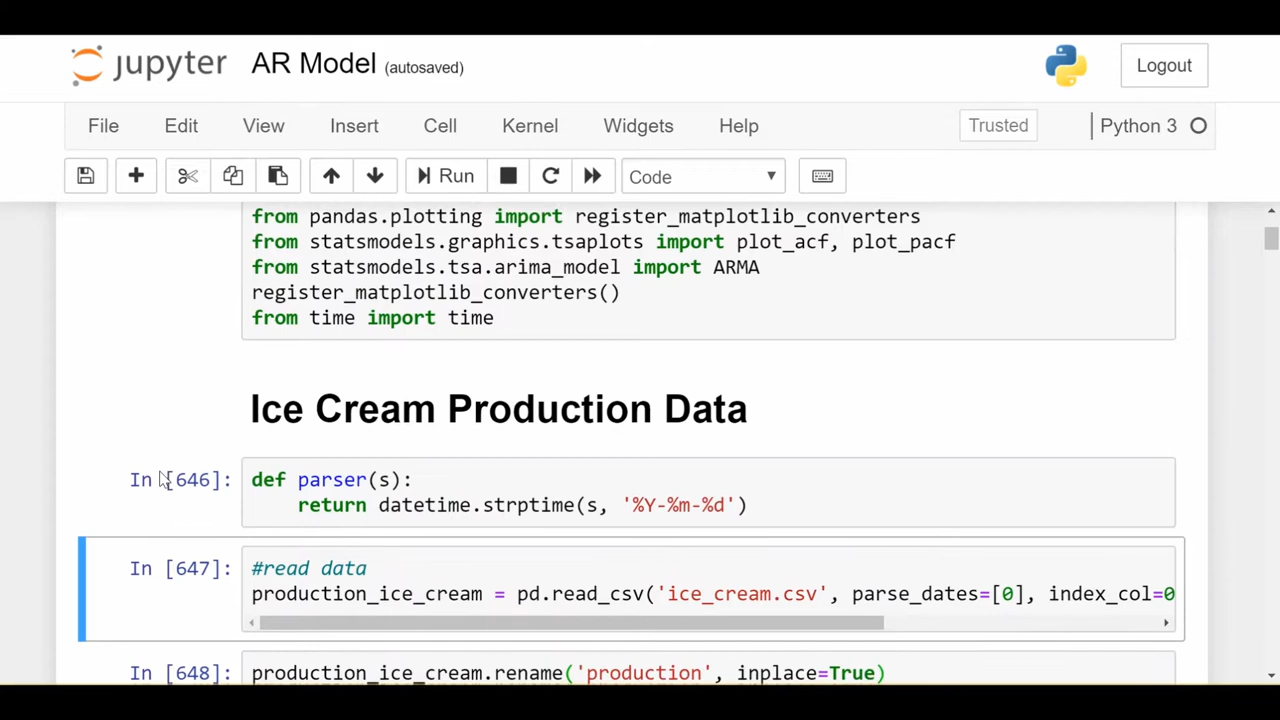 jupyter AR Model (autosaved) Logout
File Edit View Insert Cell Kernel Widgets Help Trusted Python 3
Run Code
from pandas.plotting import register_matplotlib_converters
from statsmodels.graphics.tsaplots import plot_acf, plot_pacf
from statsmodels.tsa.arima_model import ARMA
register_matplotlib_converters()
from time import time
Ice Cream Production Data
In [646]: def parser(s):
return datetime.strptime(s, '%Y-%m-%d')
In [647]: #read data
production_ice_cream = pd.read_csv('ice_cream.csv', parse_dates=[0], index_col=0
In [648]: production_ice_cream.rename('production', inplace=True)